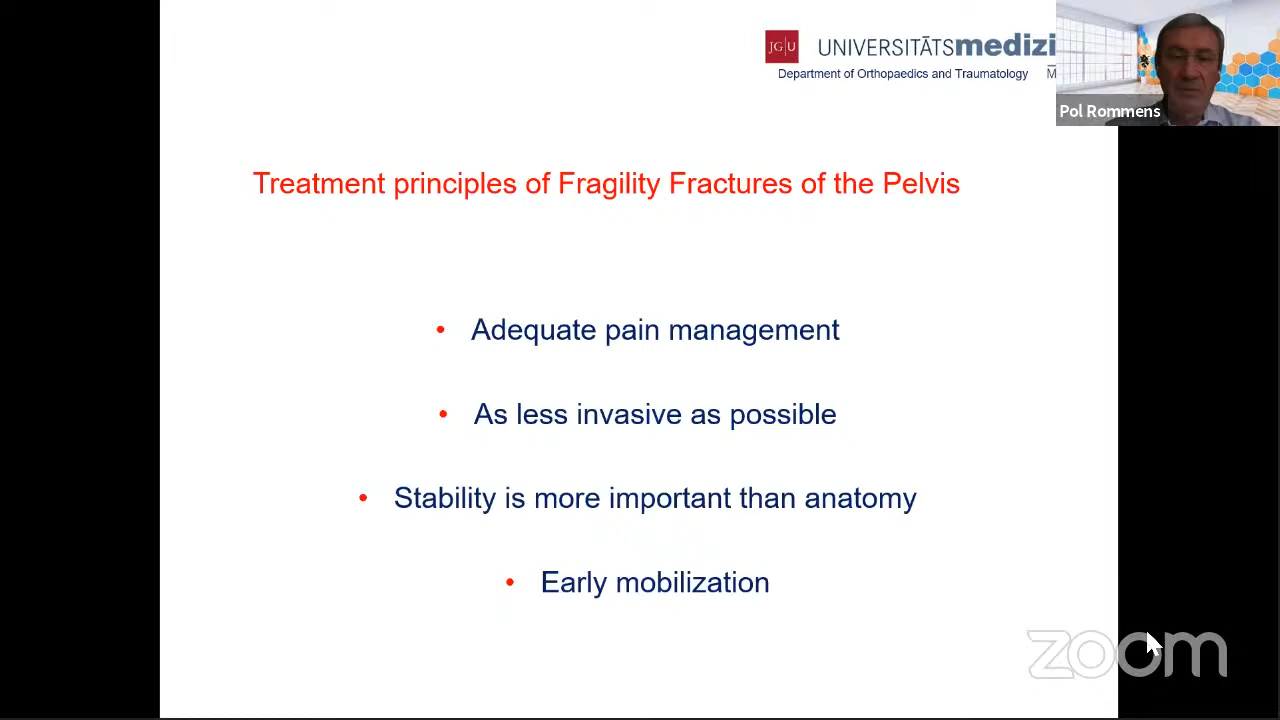 JG|U UNIVERSITÄTSmedizi
Department of Orthopaedics and Traumatology M
Pol Rommens
Treatment principles of Fragility Fractures of the Pelvis
• Adequate pain management
• As less invasive as possible
• Stability is more important than anatomy
• Early mobilization
zoom